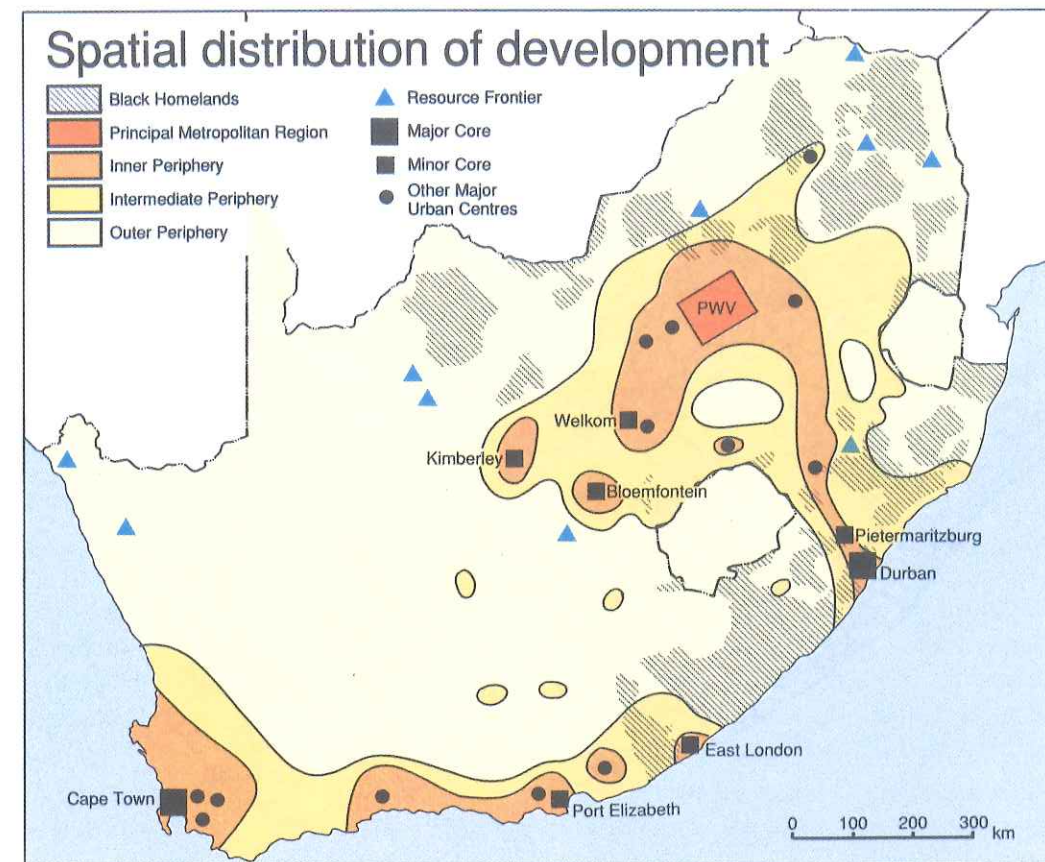 Spatial distribution of development
Black Homelands
Principal Metropolitan Region
Inner Periphery
Intermediate Periphery
Outer Periphery
Resource Frontier
Major Core
Minor Core
Other Major
Urban Centres
PWV
Welkom
Kimberley
Bloemfontein
Pietermaritzburg
Durban
East London
Cape Town
Port Elizabeth
0 100 200 300 km